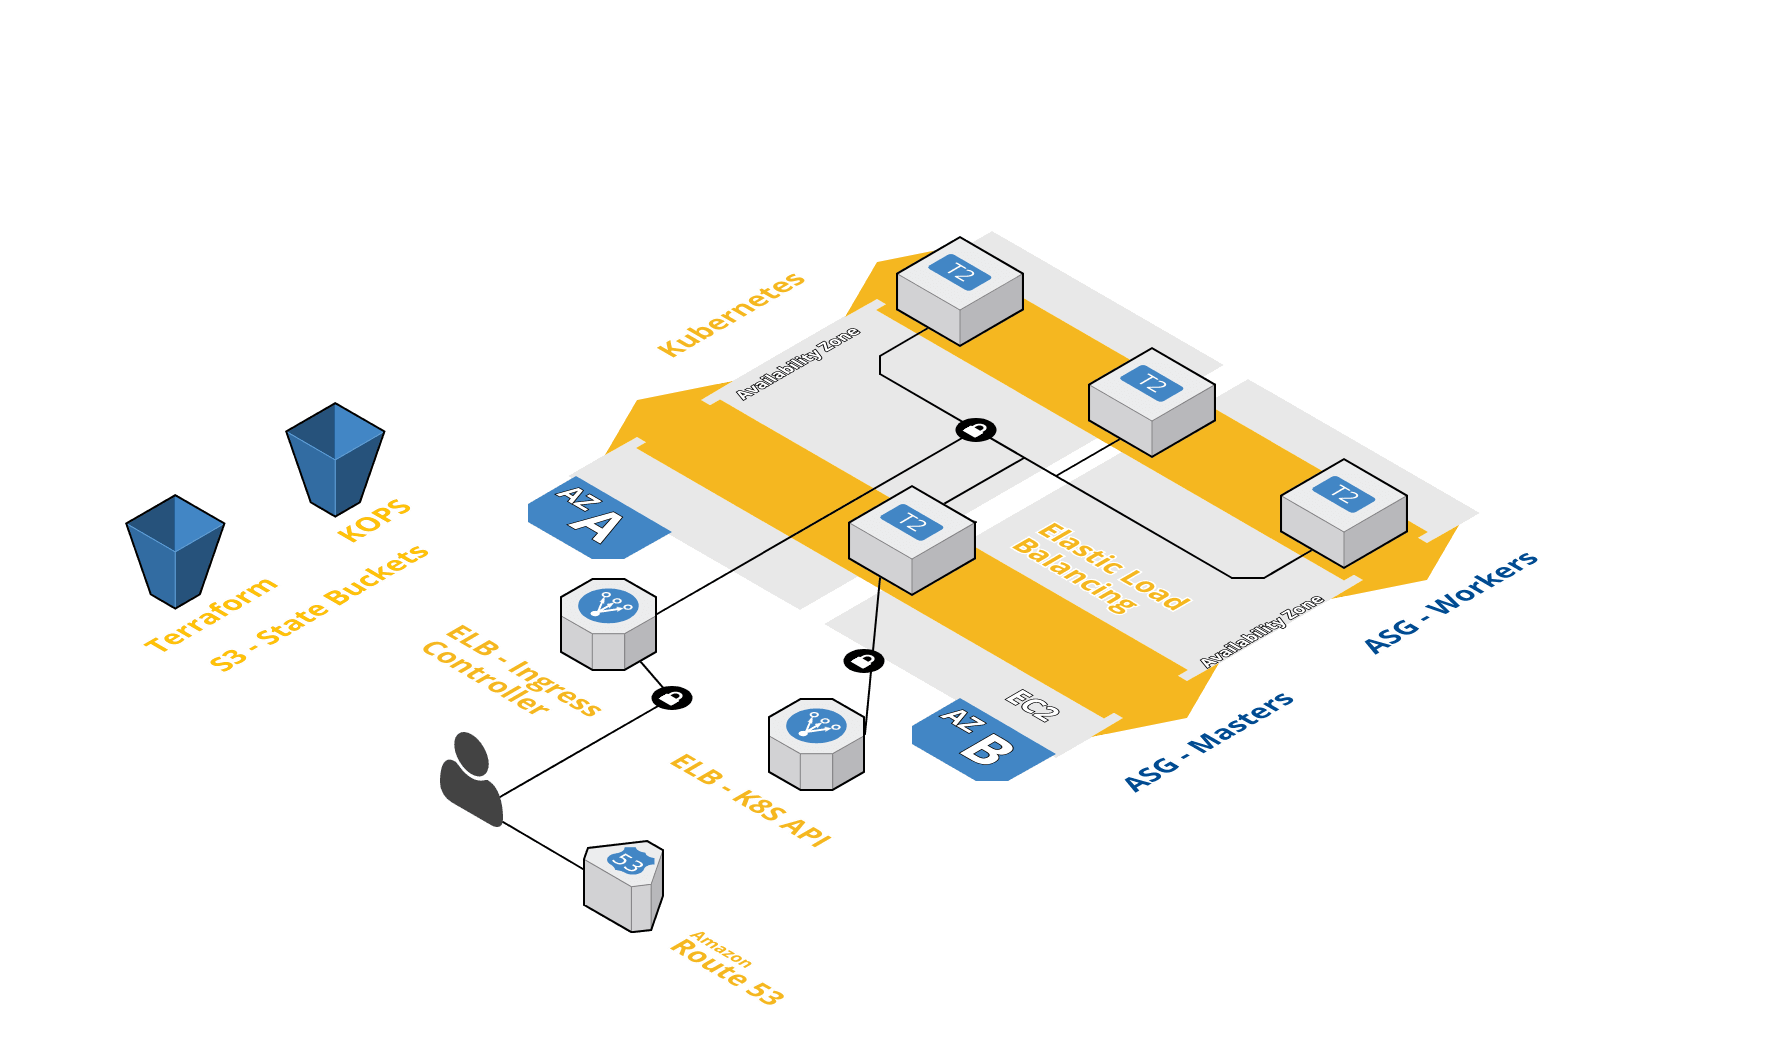 T2
Kubernetes
Availability Zone
T2
T2
KOPS
AZ
A
T2
Elastic Load
Balancing
Terraform
S3 - State Buckets
ASG - Workers
Availability Zone
ELB - Ingress
Controller
EC2
AZ
B
ASG - Masters
ELB - K8S API
53
Amazon
Route 53